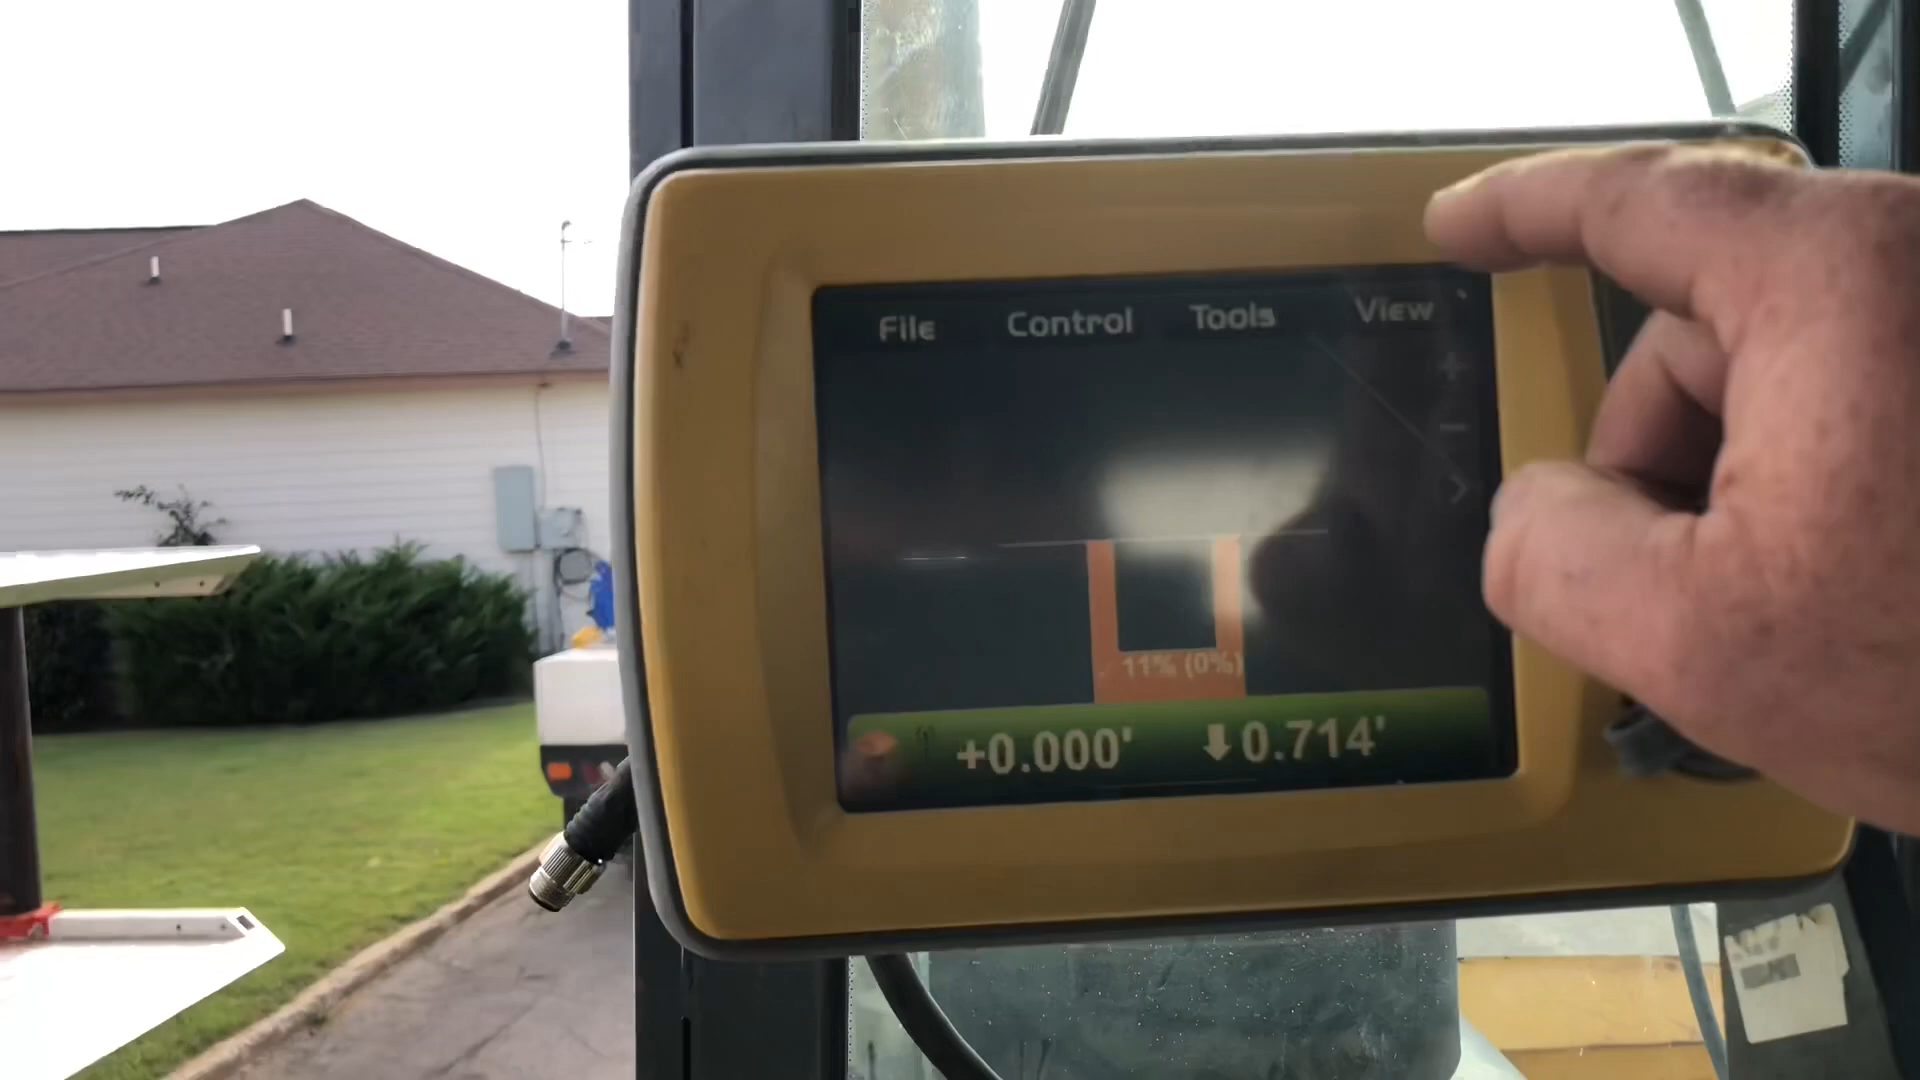 File Control Tools View
11% (0%)
+0.000' 0.714'